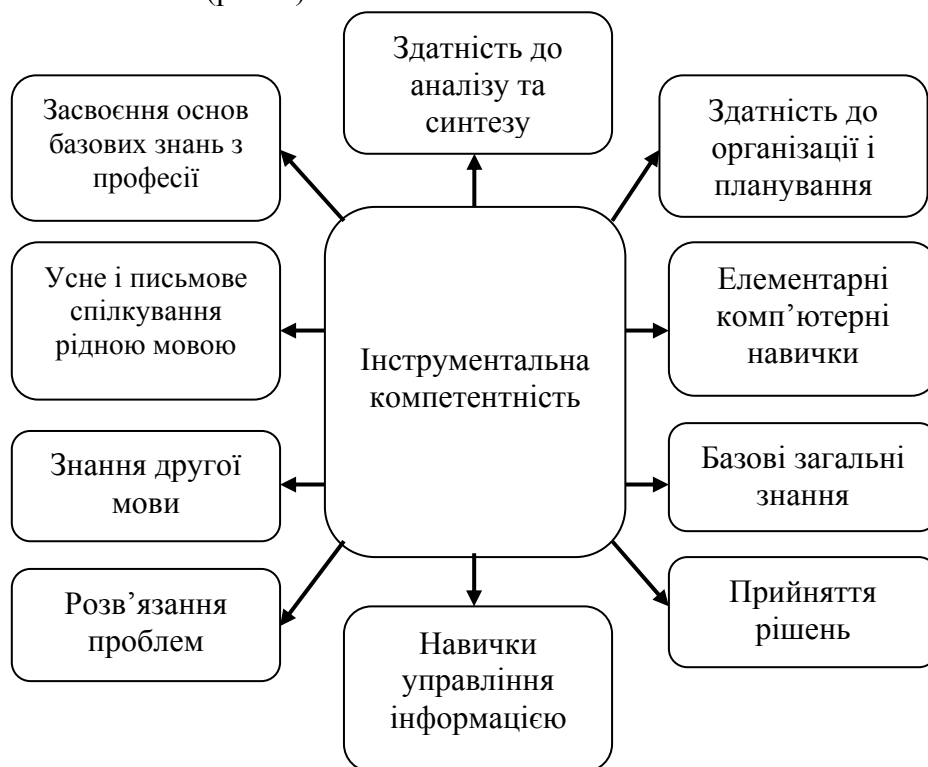 Здатність до
аналізу та
синтезу
Засвоєння основ
базових знань з
професії
Здатність до
організації і
планування
Усне і письмове
спілкування
рідною мовою
Елементарні
комп’ютерні
навички
Інструментальна
компетентність
Знання другої
мови
Базові загальні
знання
Розв’язання
проблем
Прийняття
рішень
Навички
управління
інформацією